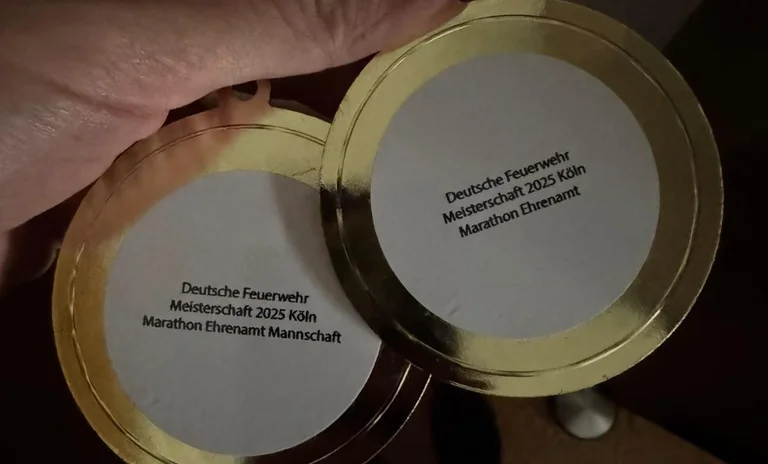 Deutsche Feuerwehr
Meisterschaft 2025 Köln
Marathon Ehrenamt Mannschaft
Deutsche Feuerwehr
Meisterschaft 2025 Köln
Marathon Ehrenamt